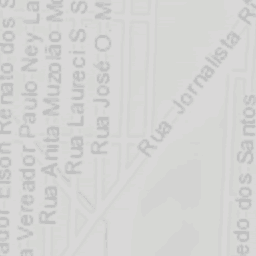 ador Elson Renato dos S
a Vereador Paulo Ney La
Rua Anita Muzolão Mo
Rua Laureci S S
Rua José O M
Rua Jornalista Ro
edo dos Santos